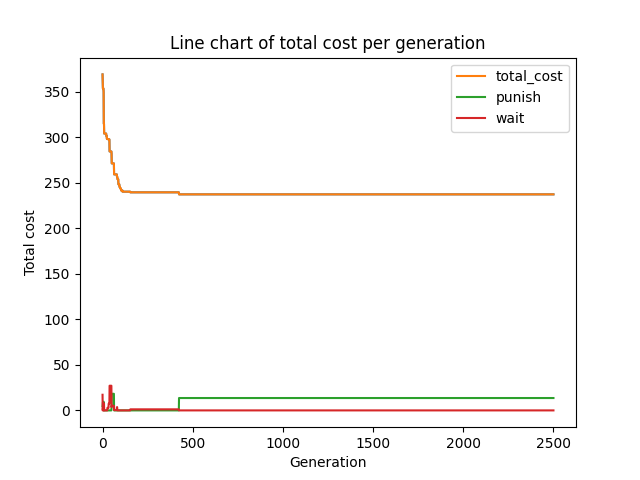 Line chart of total cost per generation
total_cost
punish
wait
Total cost
350
300
250
200
150
100
50
0
0 500 1000 1500 2000 2500
Generation